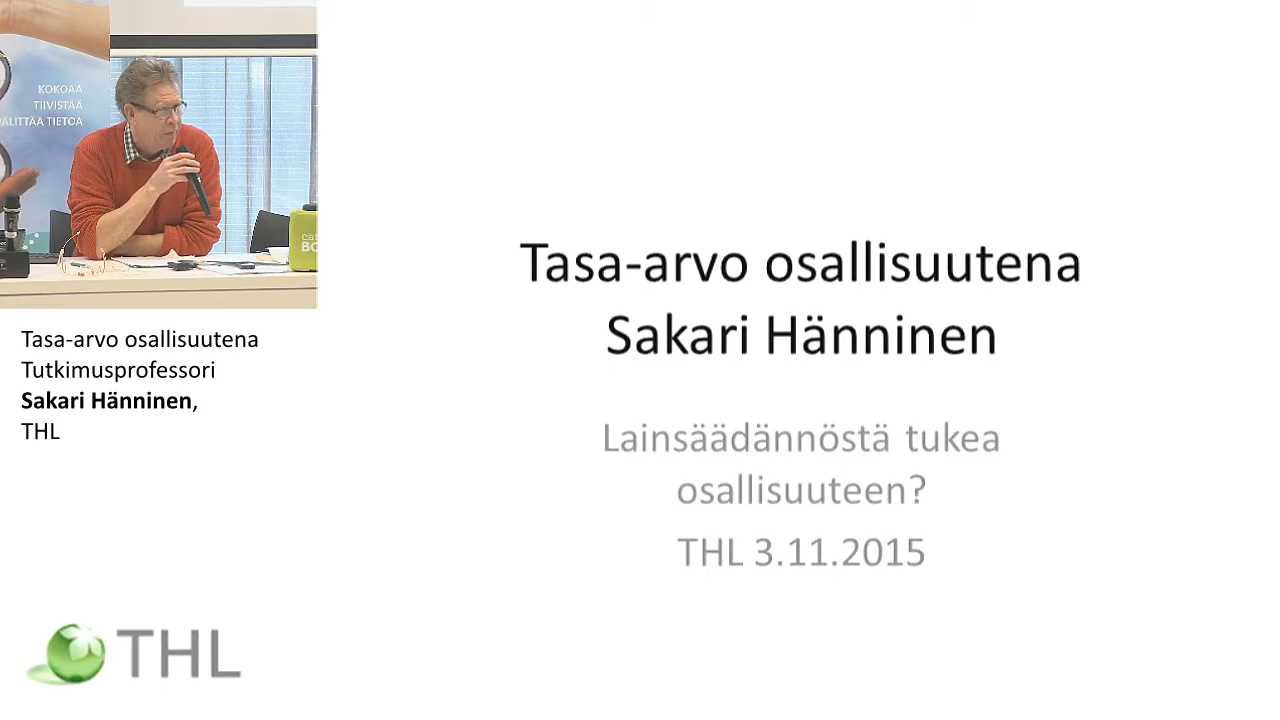 KOKOAA
TIIVISTÄÄ
VÄLITTÄÄ TIETOA
Tasa-arvo osallisuutena
Tutkimusprofessori
Sakari Hänninen,
THL
THL
Tasa-arvo osallisuutena
Sakari Hänninen
Lainsäädännöstä tukea
osallisuuteen?
THL 3.11.2015